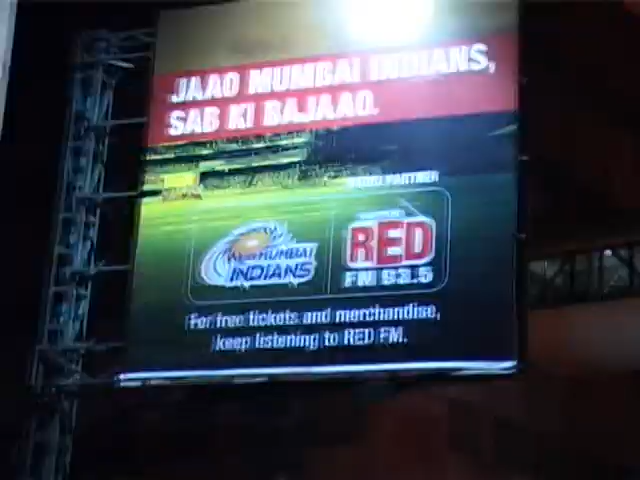 JAAO MUMBAI INDIANS,
SAB KI BAJAAO.
RADIO PARTNER
MUMBAI
INDIANS
RED
FM 93.5
For free tickets and merchandise,
keep listening to RED FM.